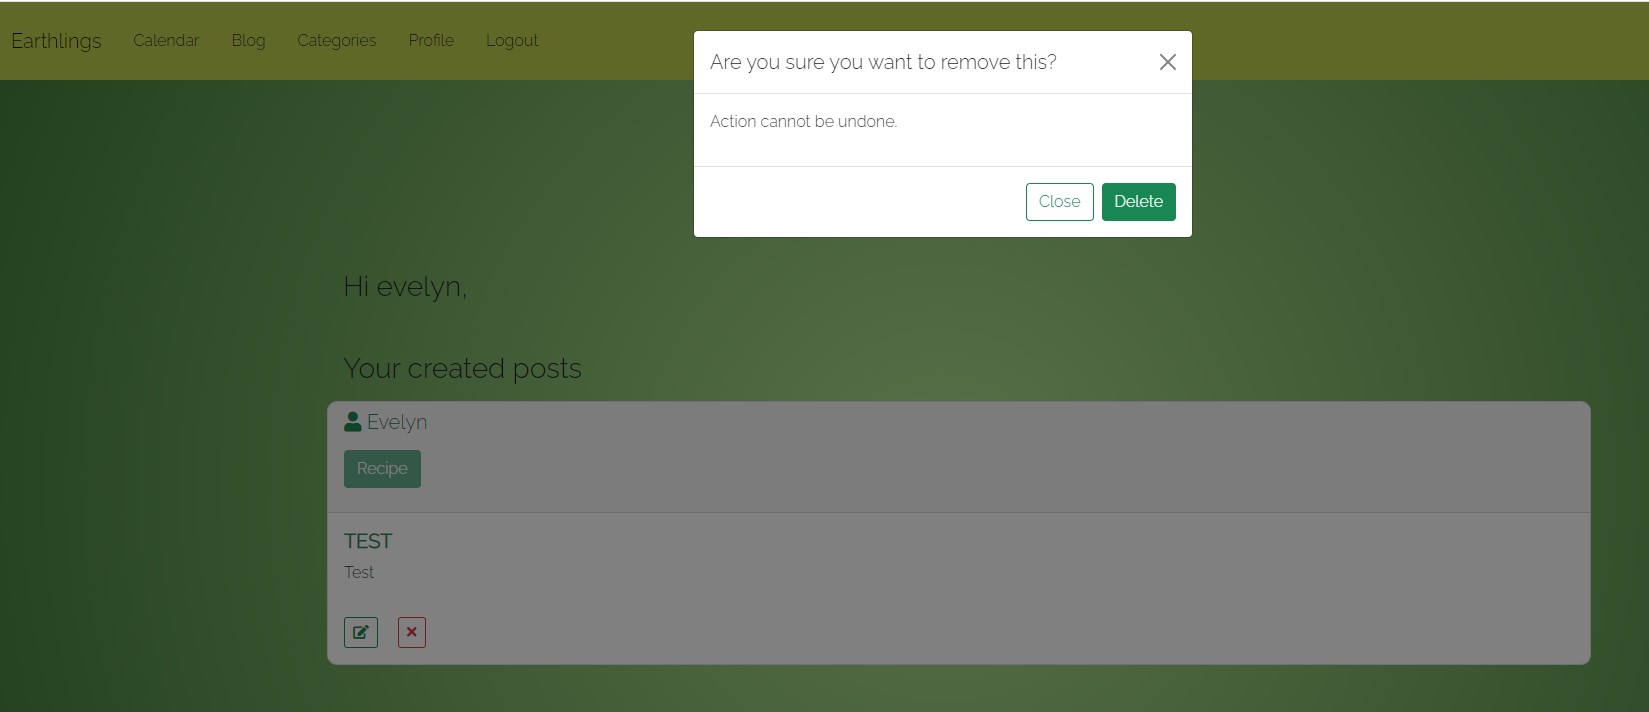 Earthlings Calendar Blog Categories Profile Logout
Are you sure you want to remove this?
Action cannot be undone.
Close Delete
Hi evelyn,
Your created posts
Evelyn
Recipe
TEST
Test